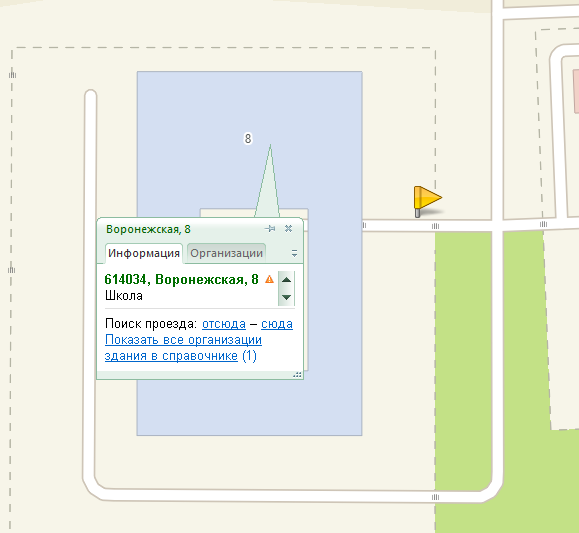 8
Воронежская, 8
Информация Организации
614034, Воронежская, 8
Школа
Поиск проезда: отсюда – сюда
Показать все организации
здания в справочнике (1)